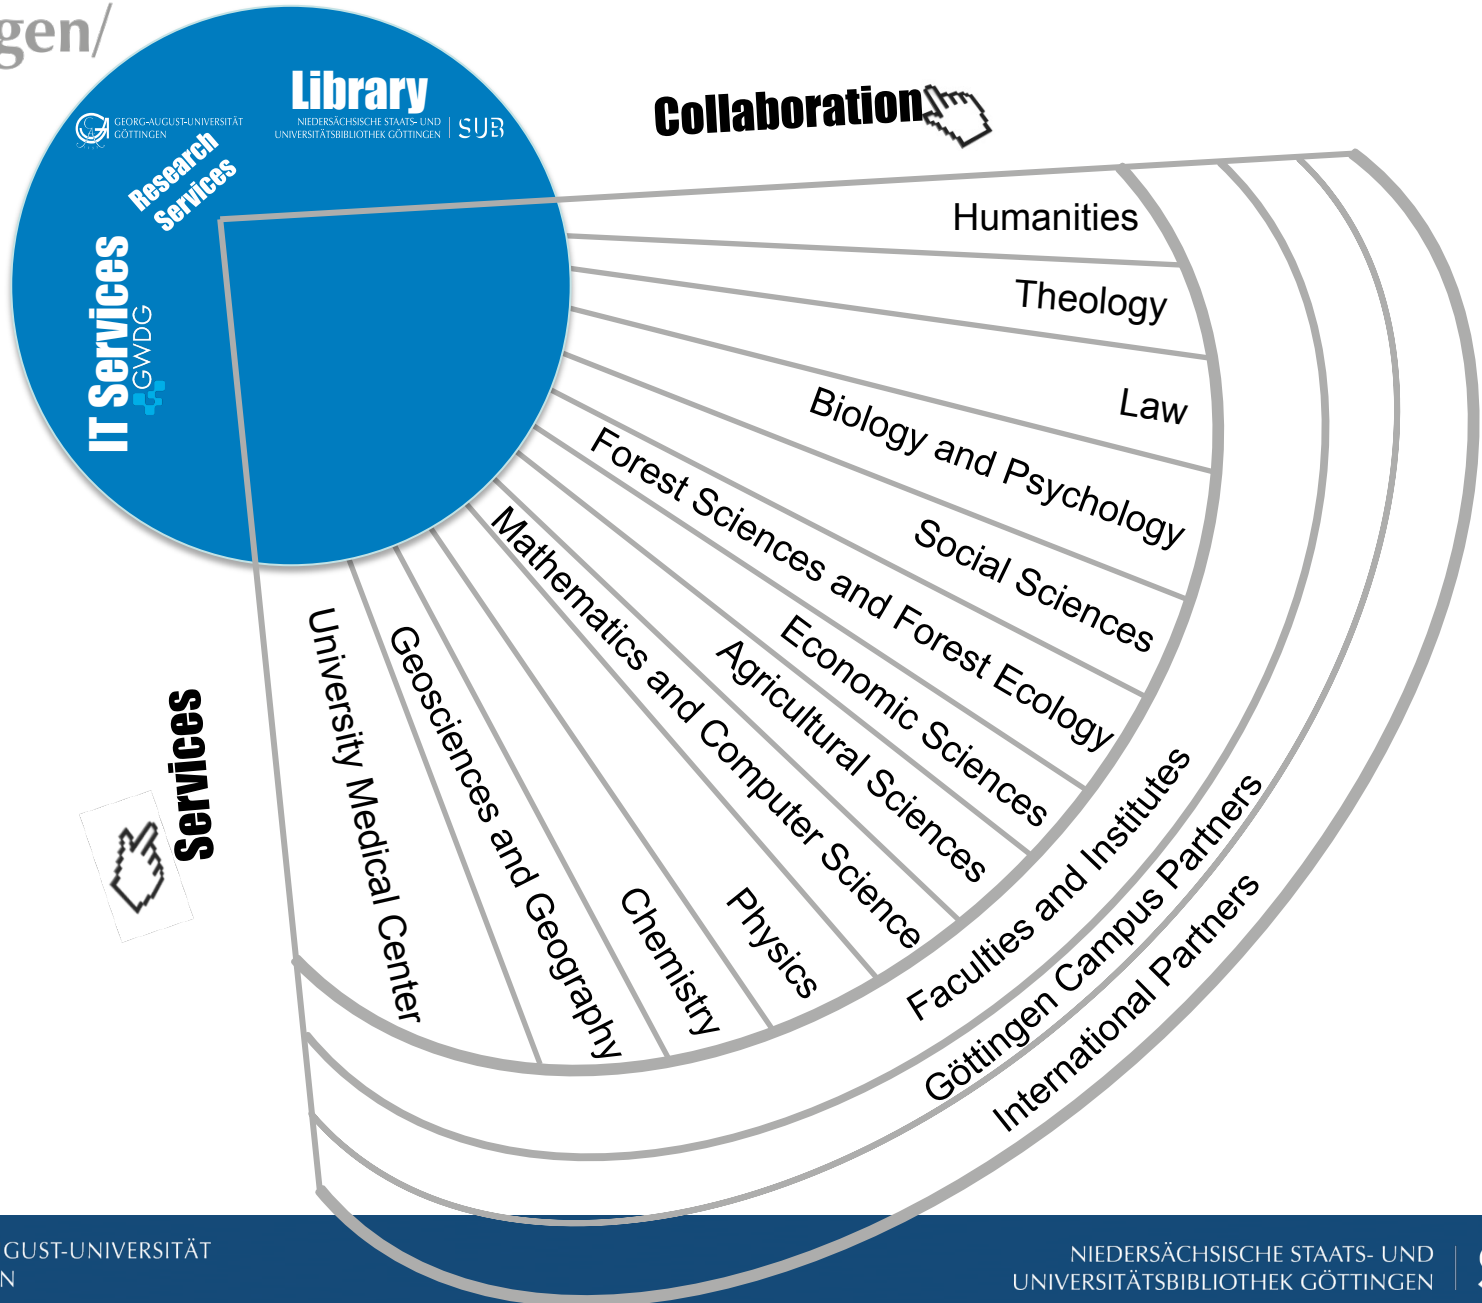 gen/
Library
GEORG-AUGUST-UNIVERSITÄT
GÖTTINGEN
NIEDERSÄCHSISCHE STAATS- UND
UNIVERSITÄTSBIBLIOTHEK GÖTTINGEN
SUB
Research
Services
IT Services
GWDG
Collaboration
Services
Humanities
Theology
Law
Biology and Psychology
Social Sciences
Forest Sciences and Forest Ecology
Economic Sciences
Agricultural Sciences
Mathematics and Computer Science
Physics
Chemistry
Geosciences and Geography
University Medical Center
Faculties and Institutes
Göttingen Campus Partners
International Partners
GUST-UNIVERSITÄT
N
NIEDERSÄCHSISCHE STAATS- UND
UNIVERSITÄTSBIBLIOTHEK GÖTTINGEN